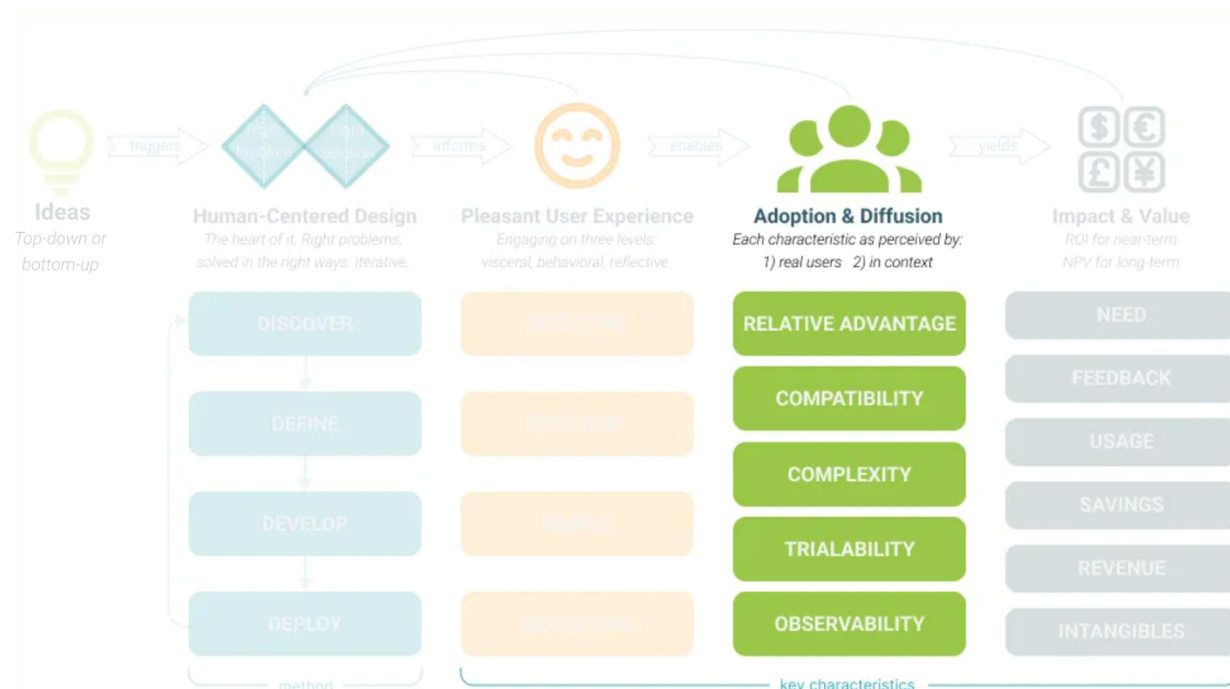 triggers
informs
enables
yields
Ideas
Top-down or
bottom-up
Human-Centered Design
The heart of it. Right problems,
solved in the right ways. Iterative.
Pleasant User Experience
Engaging on three levels:
visceral, behavioral, reflective.
Adoption & Diffusion
Each characteristic as perceived by:
1) real users 2) in context
Impact & Value
ROI for near-term
NPV for long-term
DISCOVER
DEFINE
DEVELOP
DEPLOY
RELATIVE ADVANTAGE
COMPATIBILITY
COMPLEXITY
TRIALABILITY
OBSERVABILITY
NEED
FEEDBACK
USAGE
SAVINGS
REVENUE
INTANGIBLES
method
key characteristics